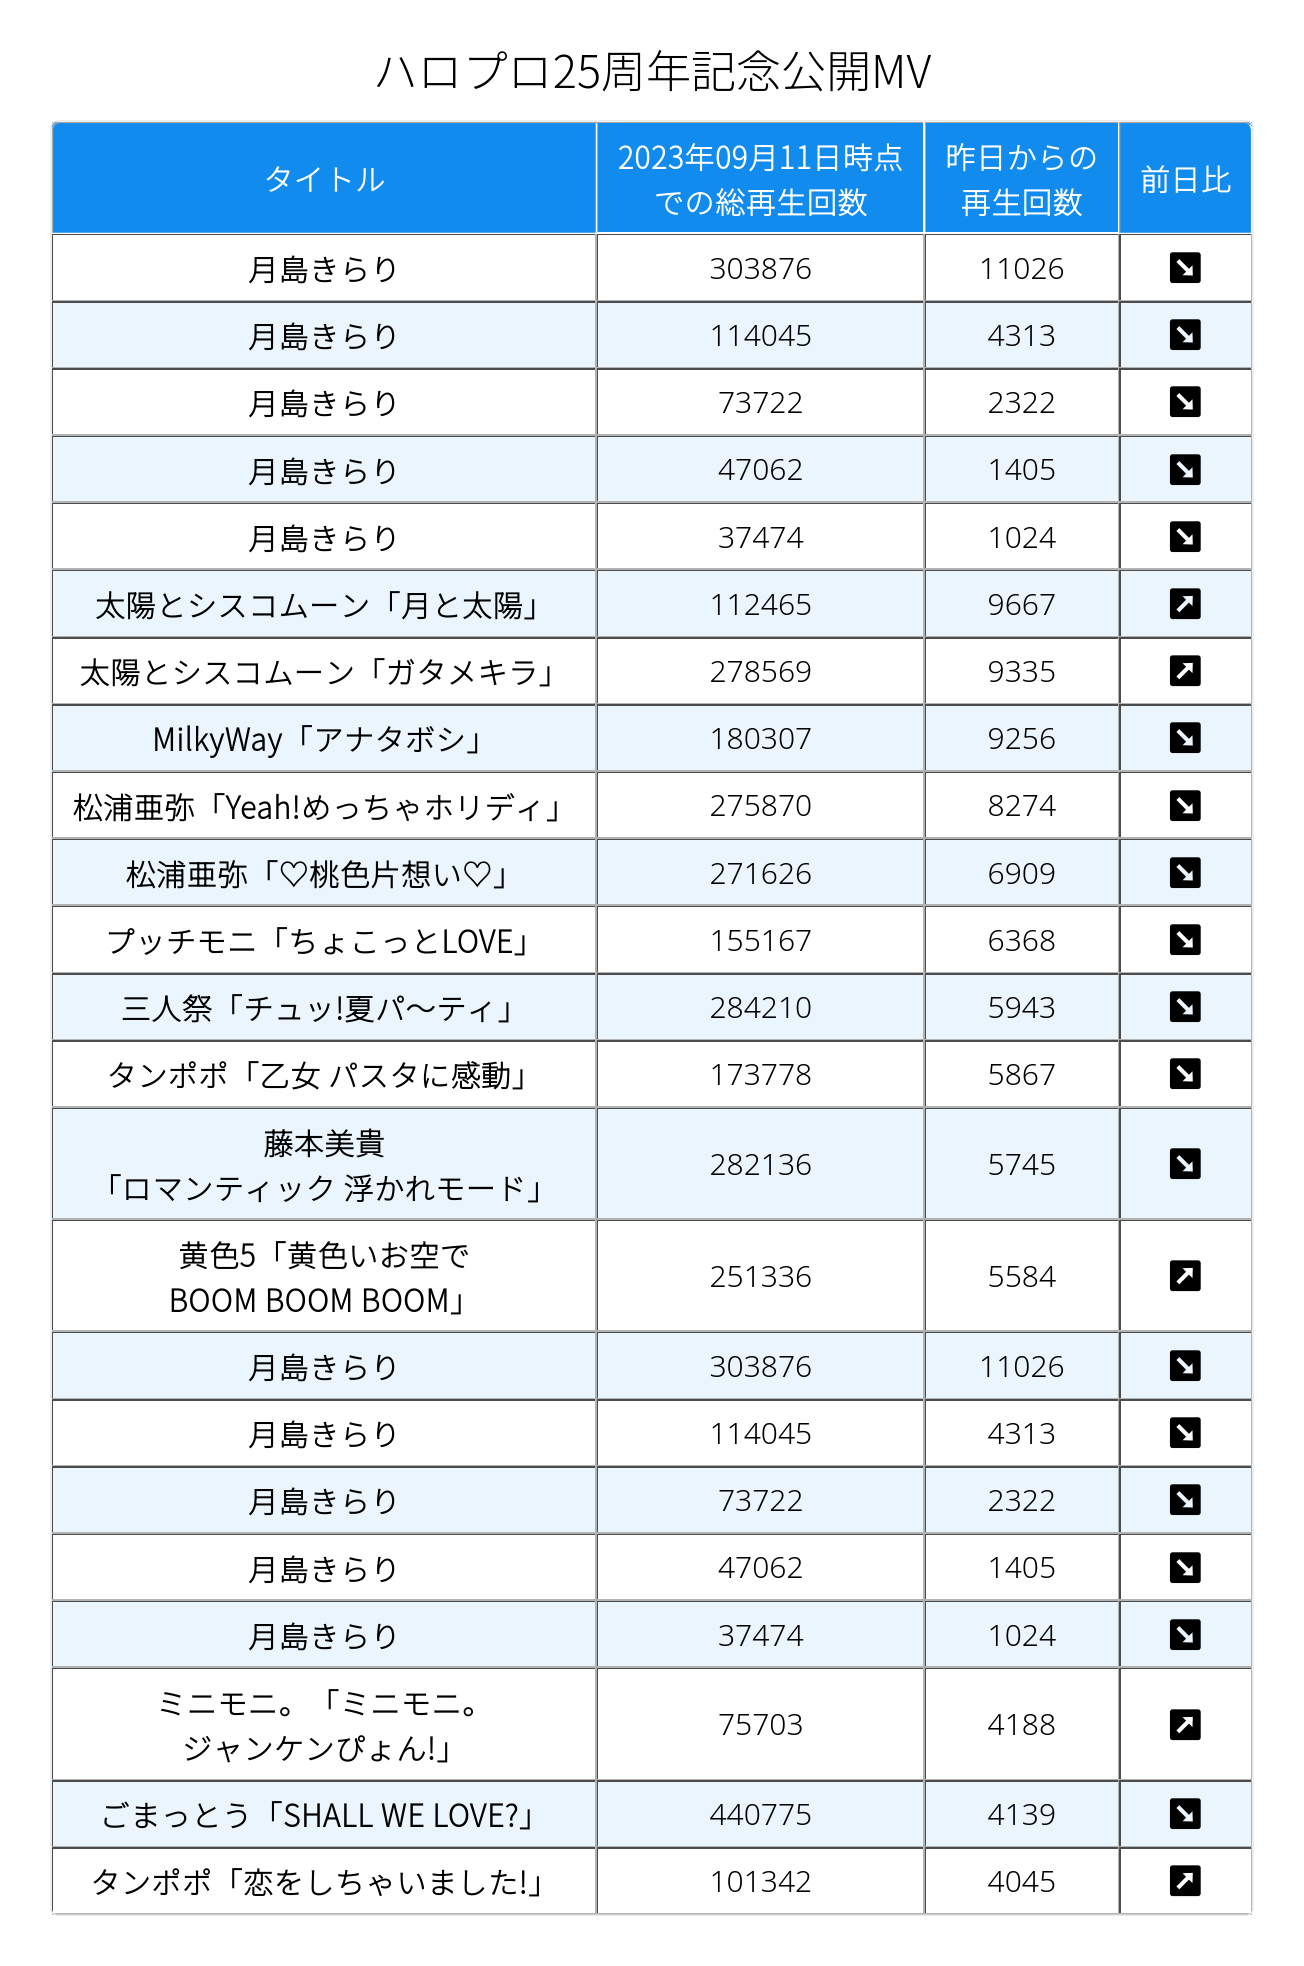 ハロプロ25周年記念公開MV
タイトル 2023年09月11日時点 昨日からの 前日比
での総再生回数 再生回数
月島きらり 303876 11026
月島きらり 114045 4313
月島きらり 73722 2322
月島きらり 47062 1405
月島きらり 37474 1024
太陽とシスコムーン「月と太陽」 112465 9667
太陽とシスコムーン「ガタメキラ」 278569 9335
MilkyWay「アナタボシ」 180307 9256
松浦亜弥「Yeah!めっちゃホリディ」 275870 8274
松浦亜弥「♡桃色片想い♡」 271626 6909
プッチモニ「ちょこっとLOVE」 155167 6368
三人祭「チュッ!夏パ〜ティ」 284210 5943
タンポポ「乙女 パスタに感動」 173778 5867
藤本美貴
「ロマンティック 浮かれモード」 282136 5745
黄色5「黄色いお空で
BOOM BOOM BOOM」 251336 5584
月島きらり 303876 11026
月島きらり 114045 4313
月島きらり 73722 2322
月島きらり 47062 1405
月島きらり 37474 1024
ミニモニ。「ミニモニ。
ジャンケンぴょん!」 75703 4188
ごまっとう「SHALL WE LOVE?」 440775 4139
タンポポ「恋をしちゃいました!」 101342 4045